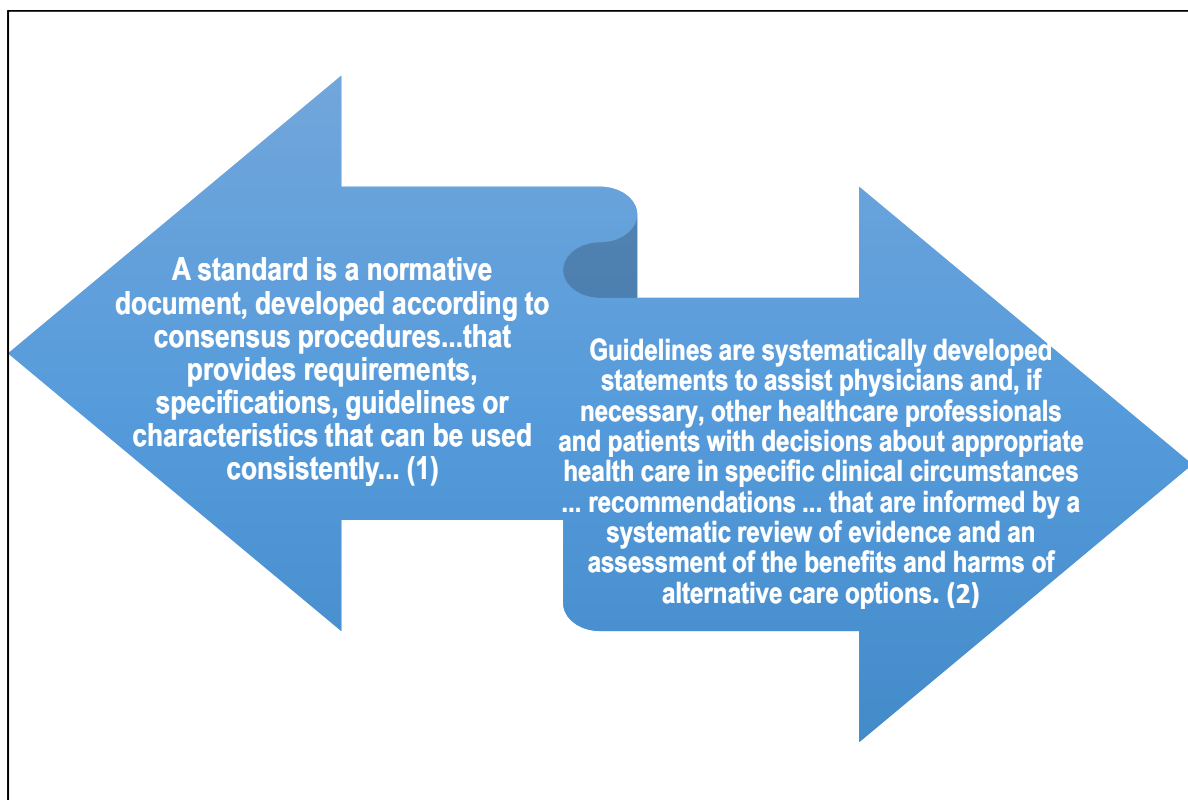 A standard is a normative
document, developed according to
consensus procedures...that
provides requirements,
specifications, guidelines or
characteristics that can be used
consistently... (1)
Guidelines are systematically developed
statements to assist physicians and, if
necessary, other healthcare professionals
and patients with decisions about appropriate
health care in specific clinical circumstances
... recommendations ... that are informed by a
systematic review of evidence and an
assessment of the benefits and harms of
alternative care options. (2)